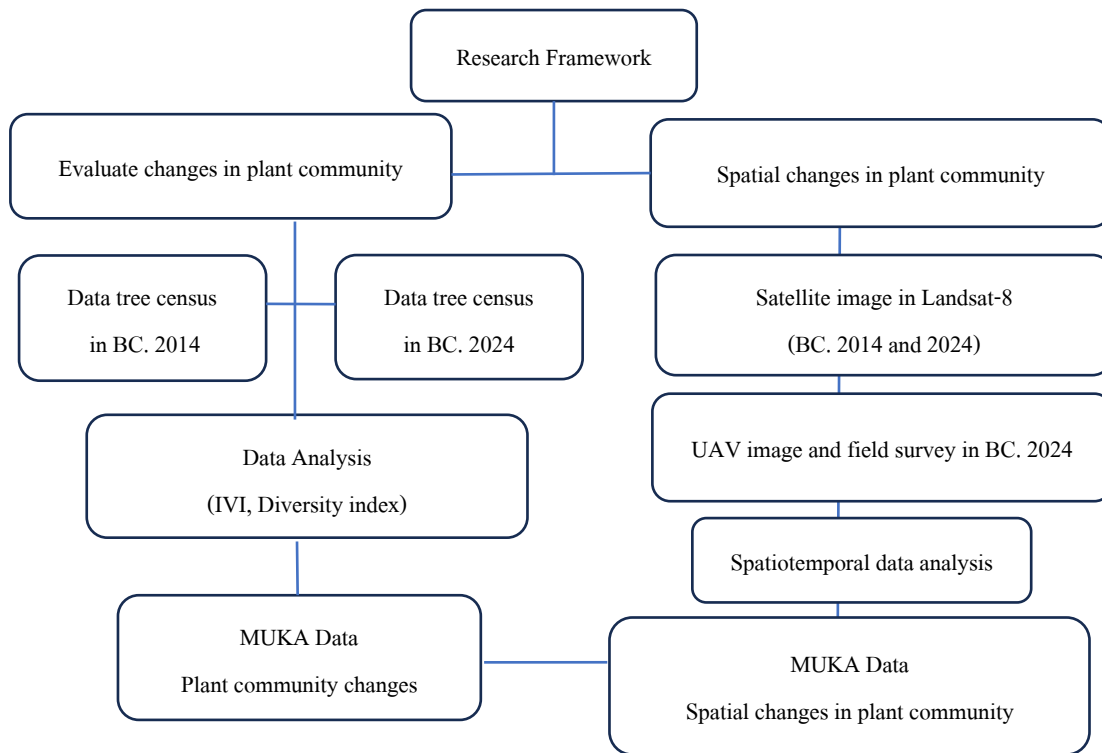 Research Framework
Evaluate changes in plant community
Spatial changes in plant community
Data tree census
in BC. 2014
Data tree census
in BC. 2024
Satellite image in Landsat-8
(BC. 2014 and 2024)
Data Analysis
(IVI, Diversity index)
UAV image and field survey in BC. 2024
Spatiotemporal data analysis
MUKA Data
Plant community changes
MUKA Data
Spatial changes in plant community